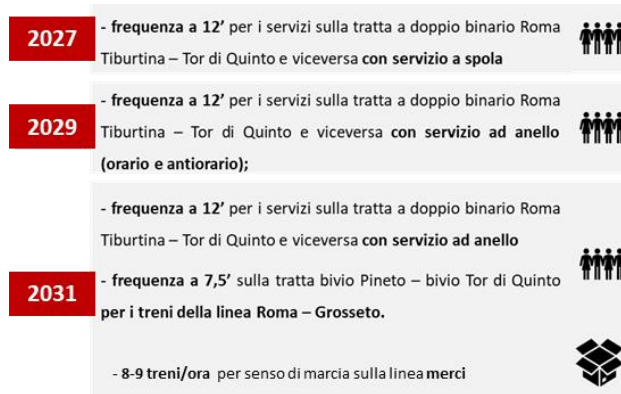 2027
- frequenza a 12’ per i servizi sulla tratta a doppio binario Roma
Tiburtina – Tor di Quinto e viceversa con servizio a spola
2029
- frequenza a 12’ per i servizi sulla tratta a doppio binario Roma
Tiburtina – Tor di Quinto e viceversa con servizio ad anello
(orario e antiorario);
2031
- frequenza a 12’ per i servizi sulla tratta a doppio binario Roma
Tiburtina – Tor di Quinto e viceversa con servizio ad anello
- frequenza a 7,5’ sulla tratta bivio Pineto – bivio Tor di Quinto
per i treni della linea Roma – Grosseto.
- 8-9 treni/ora per senso di marcia sulla linea merci